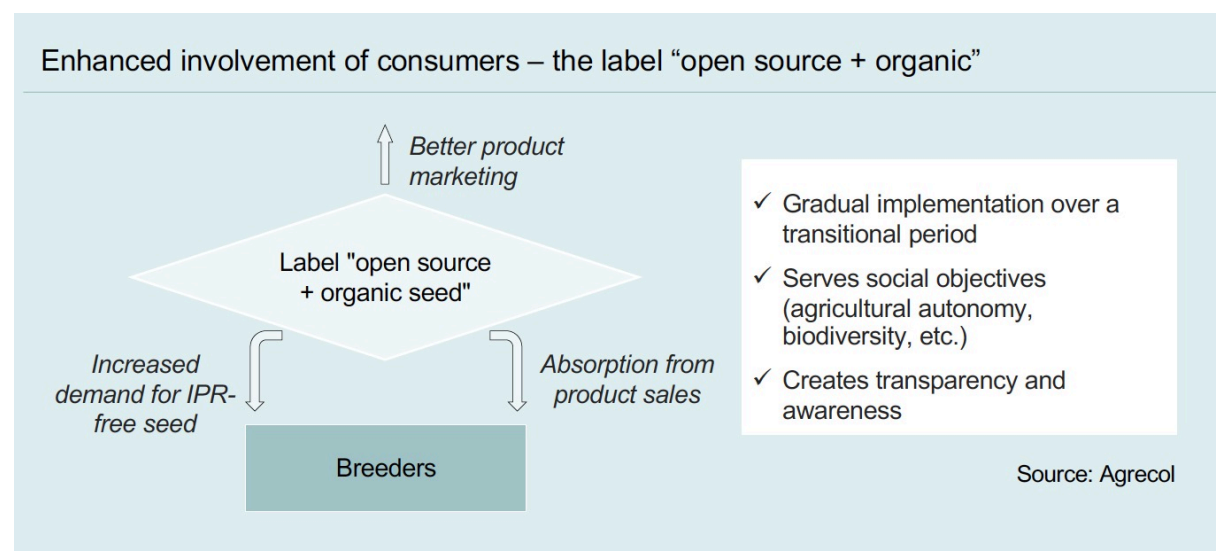 Enhanced involvement of consumers – the label “open source + organic”
Better product
marketing
Label "open source
+ organic seed"
Increased
demand for IPR-
free seed
Absorption from
product sales
Breeders
✓ Gradual implementation over a
transitional period
✓ Serves social objectives
(agricultural autonomy,
biodiversity, etc.)
✓ Creates transparency and
awareness
Source: Agrecol